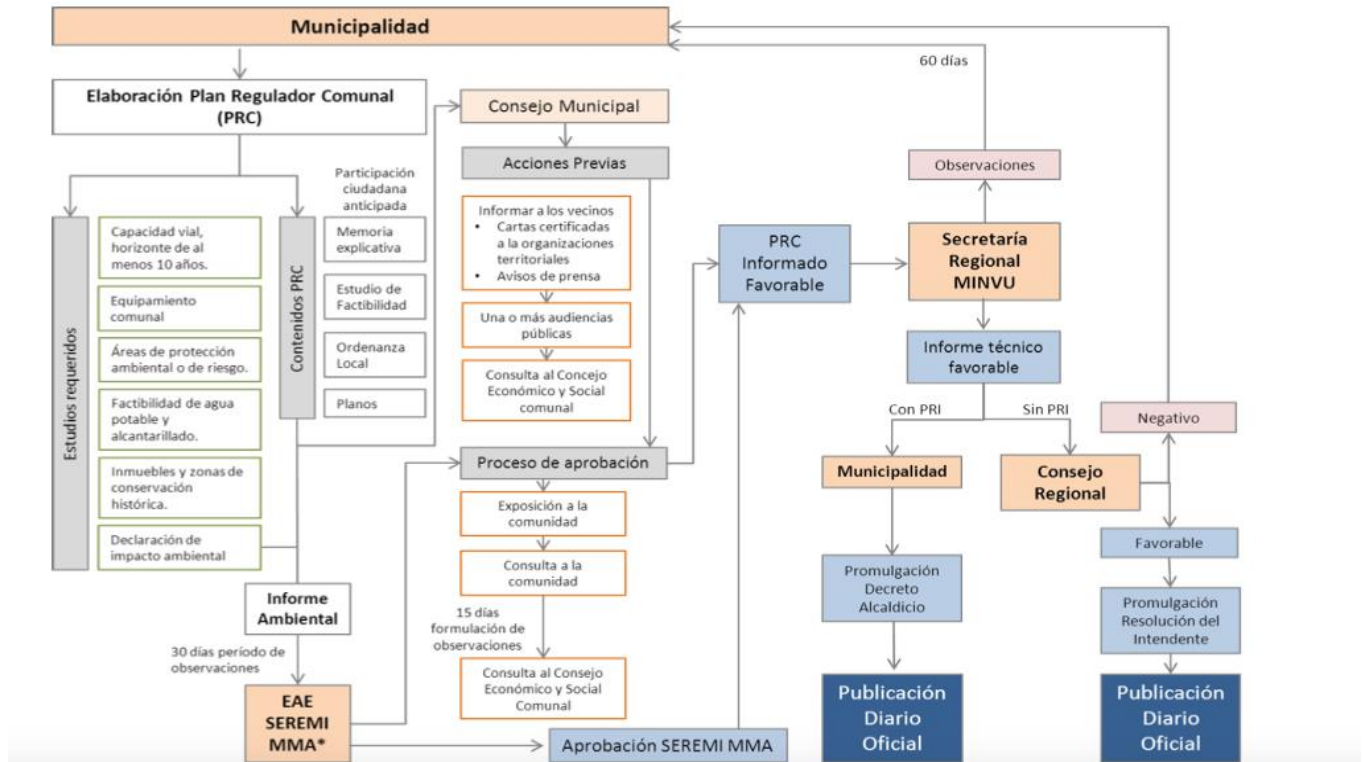 Municipalidad
60 días
Elaboración Plan Regulador Comunal
(PRC)
Consejo Municipal
Acciones Previas
Observaciones
Participación
ciudadana
anticipada
Estudios requeridos
Capacidad vial,
horizonte de al
menos 10 años.
Equipamiento
comunal
Áreas de protección
ambiental o de riesgo.
Factibilidad de agua
potable y
alcantarillado.
Inmuebles y zonas de
conservación
histórica.
Declaración de
impacto ambiental
Contenidos PRC
Memoria
explicativa
Estudio de
Factibilidad
Ordenanza
Local
Planos
Informar a los vecinos
• Cartas certificadas
a la organizaciones
territoriales
• Avisos de prensa
Una o más audiencias
públicas
Consulta al Concejo
Económico y Social
comunal
PRC
Informado
Favorable
Secretaría
Regional
MINVU
Informe técnico
favorable
Con PRI
Sin PRI
Negativo
Proceso de aprobación
Municipalidad
Consejo
Regional
Exposición a la
comunidad
Consulta a la
comunidad
15 días
formulación de
observaciones
Consulta al Consejo
Económico y Social
Comunal
Favorable
Promulgación
Decreto
Alcaldicio
Promulgación
Resolución del
Intendente
Informe
Ambiental
30 días período de
observaciones
EAE
SEREMI
MMA*
Aprobación SEREMI MMA
Publicación
Diario
Oficial
Publicación
Diario
Oficial